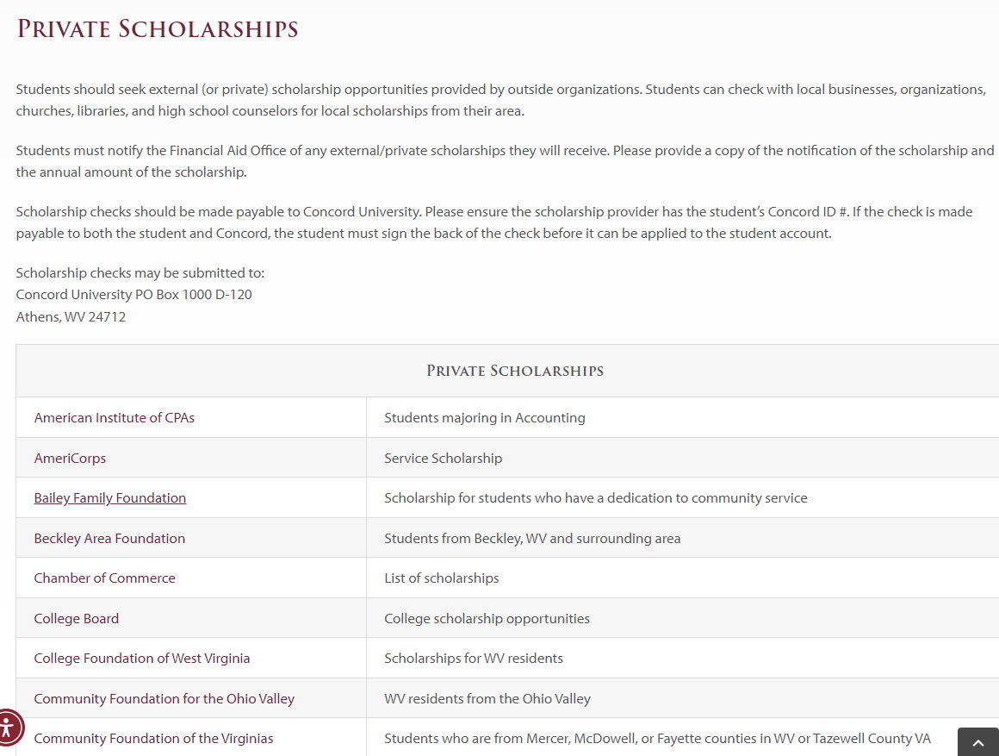 Private Scholarships
Students should seek external (or private) scholarship opportunities provided by outside organizations. Students can check with local businesses, organizations,
churches, libraries, and high school counselors for local scholarships from their area.
Students must notify the Financial Aid Office of any external/private scholarships they will receive. Please provide a copy of the notification of the scholarship and
the annual amount of the scholarship.
Scholarship checks should be made payable to Concord University. Please ensure the scholarship provider has the student’s Concord ID #. If the check is made
payable to both the student and Concord, the student must sign the back of the check before it can be applied to the student account.
Scholarship checks may be submitted to:
Concord University PO Box 1000 D-120
Athens, WV 24712
Private Scholarships
American Institute of CPAs Students majoring in Accounting
AmeriCorps Service Scholarship
Bailey Family Foundation Scholarship for students who have a dedication to community service
Beckley Area Foundation Students from Beckley, WV and surrounding area
Chamber of Commerce List of scholarships
College Board College scholarship opportunities
College Foundation of West Virginia Scholarships for WV residents
Community Foundation for the Ohio Valley WV residents from the Ohio Valley
Community Foundation of the Virginias Students who are from Mercer, McDowell, or Fayette counties in WV or Tazewell County VA